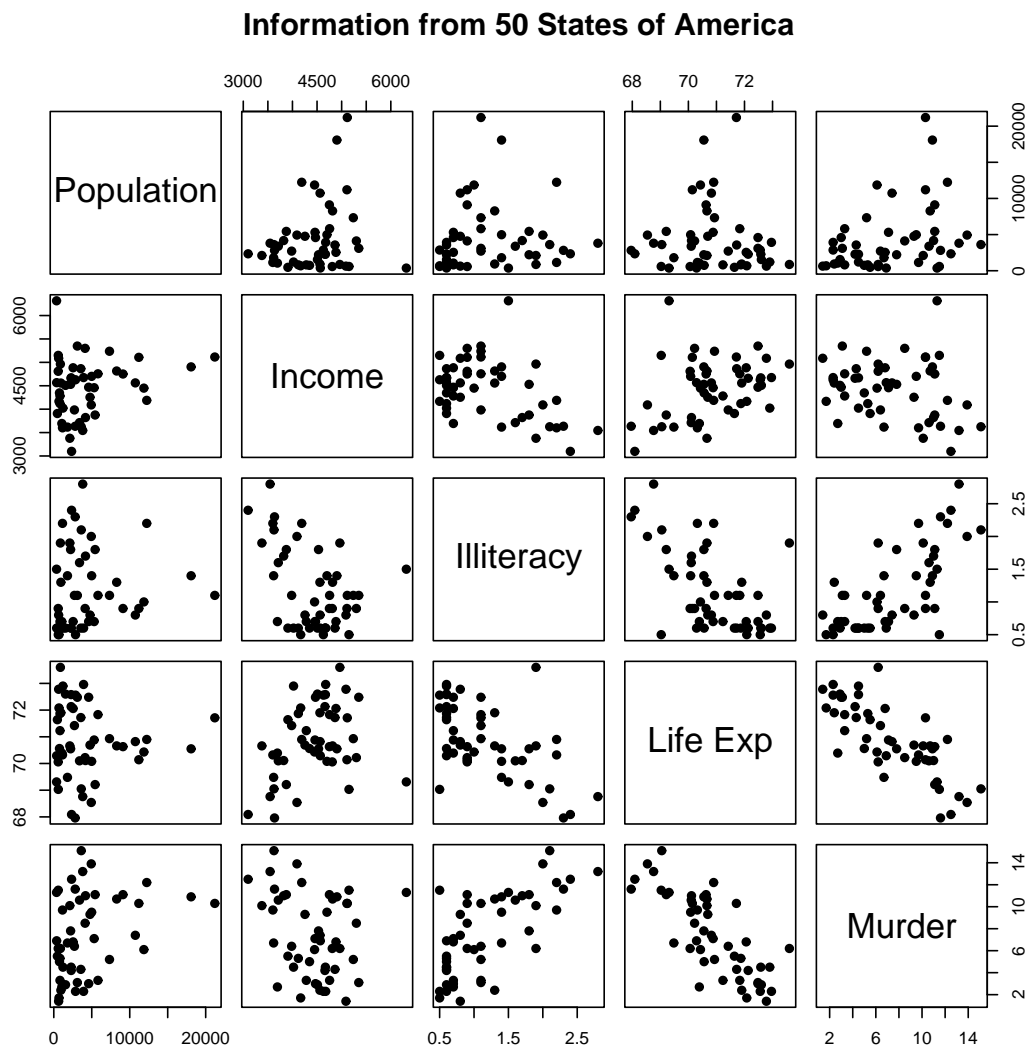 Information from 50 States of America
3000 4500 6000
68 70 72
Population
0 10000 20000
3000 4500 6000
Income
Illiteracy
0.5 1.5 2.5
68 70 72
Life Exp
Murder
2 6 10 14
0 10000 20000
0.5 1.5 2.5
2 6 10 14